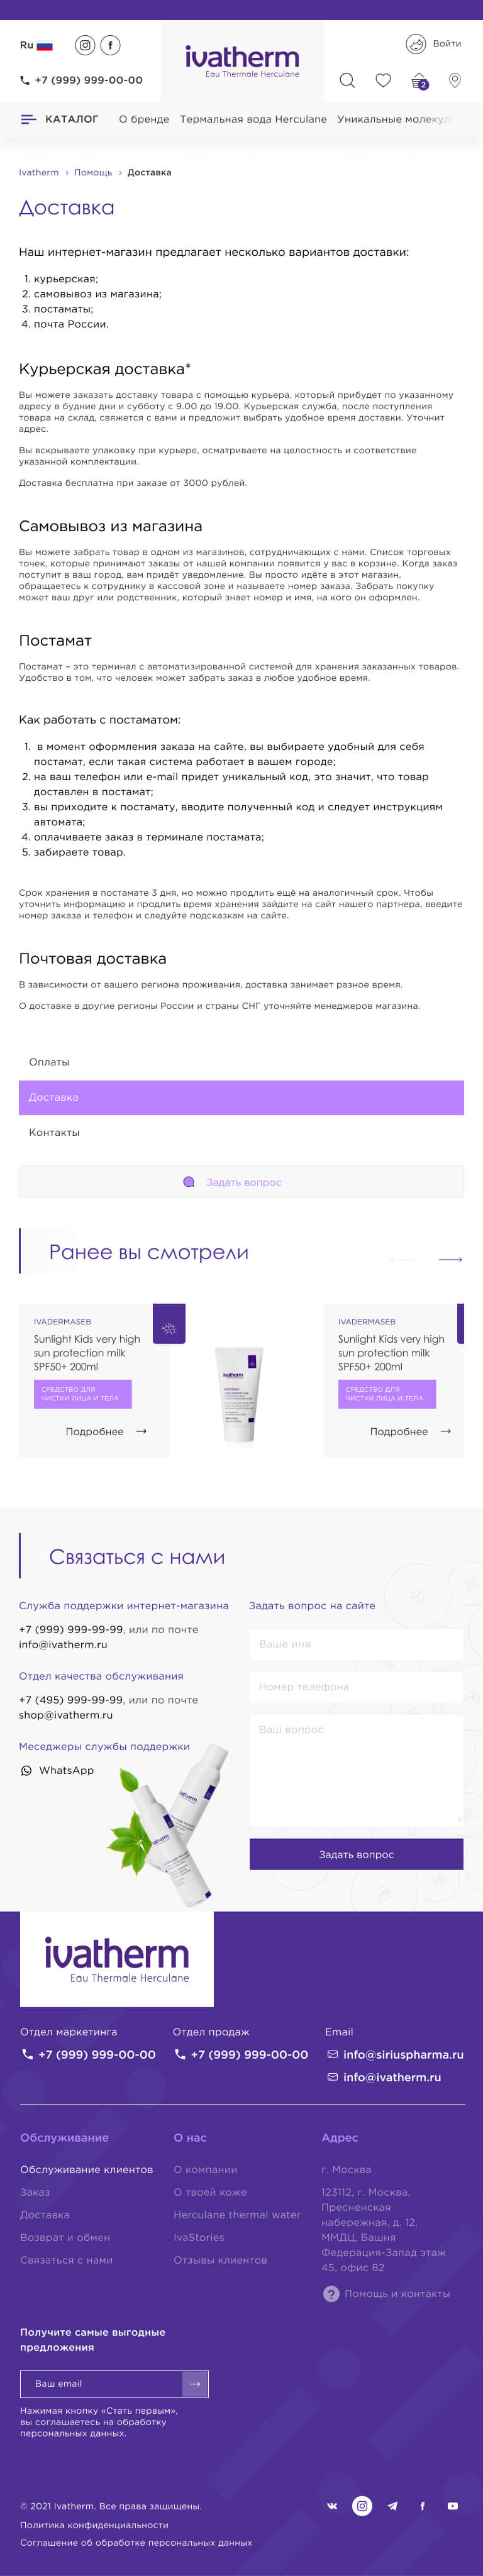 Ru
+7 (999) 999-00-00
ivatherm
Eau Thermale Herculane
Войти
2
КАТАЛОГ О бренде Термальная вода Herculane Уникальные молекул
Ivatherm > Помощь > Доставка
Доставка
Наш интернет-магазин предлагает несколько вариантов доставки:
1. курьерская;
2. самовывоз из магазина;
3. постаматы;
4. почта России.
Курьерская доставка*
Вы можете заказать доставку товара с помощью курьера, который прибудет по указанному
адресу в будние дни и субботу с 9.00 до 19.00. Курьерская служба, после поступления
товара на склад, свяжется с вами и предложит выбрать удобное время доставки. Уточнит
адрес.
Вы вскрываете упаковку при курьере, осматриваете на целостность и соответствие
указанной комплектации.
Доставка бесплатна при заказе от 3000 рублей.
Самовывоз из магазина
Вы можете забрать товар в одном из магазинов, сотрудничающих с нами. Список торговых
точек, которые принимают заказы от нашей компании появится у вас в корзине. Когда заказ
поступит в ваш город, вам придёт уведомление. Вы просто идёте в этот магазин,
обращаетесь к сотруднику в кассовой зоне и называете номер заказа. Забрать покупку
может ваш друг или родственник, который знает номер и имя, на кого он оформлен.
Постамат
Постамат – это терминал с автоматизированной системой для хранения заказанных товаров.
Удобство в том, что человек может забрать заказ в любое удобное время.
Как работать с постаматом:
1. в момент оформления заказа на сайте, вы выбираете удобный для себя
постамат, если такая система работает в вашем городе;
2. на ваш телефон или e-mail придет уникальный код, это значит, что товар
доставлен в постамат;
3. вы приходите к постамату, вводите полученный код и следует инструкциям
автомата;
4. оплачиваете заказ в терминале постамата;
5. забираете товар.
Срок хранения в постамате 3 дня, но можно продлить ещё на аналогичный срок. Чтобы
уточнить информацию и продлить время хранения зайдите на сайт нашего партнера, введите
номер заказа и телефон и следуйте подсказкам на сайте.
Почтовая доставка
В зависимости от вашего региона проживания, доставка занимает разное время.
О доставке в другие регионы России и страны СНГ уточняйте менеджеров магазина.
Оплаты
Доставка
Контакты
Задать вопрос
Ранее вы смотрели
IVADERMASEB
Sunlight Kids very high
sun protection milk
SPF50+ 200ml
СРЕДСТВО ДЛЯ
ЧИСТКИ ЛИЦА И ТЕЛА
Подробнее
ivatherm
IVADERMASEB
Sunlight Kids very high
sun protection milk
SPF50+ 200ml
СРЕДСТВО ДЛЯ
ЧИСТКИ ЛИЦА И ТЕЛА
Подробнее
Связаться с нами
Служба поддержки интернет-магазина
+7 (999) 999-99-99, или по почте
info@ivatherm.ru
Отдел качества обслуживания
+7 (495) 999-99-99, или по почте
shop@ivatherm.ru
Меседжеры службы поддержки
WhatsApp
Задать вопрос на сайте
Ваше имя
Номер телефона
Ваш вопрос
Задать вопрос
ivatherm
Eau Thermale Herculane
Отдел маркетинга
+7 (999) 999-00-00
Отдел продаж
+7 (999) 999-00-00
Email
info@siriuspharma.ru
info@ivatherm.ru
Обслуживание
Обслуживание клиентов
Заказ
Доставка
Возврат и обмен
Связаться с нами
О нас
О компании
О твоей коже
Herculane thermal water
IvaStories
Отзывы клиентов
Адрес
г. Москва
123112, г. Москва,
Пресненская
набережная, д. 12,
ММДЦ, Башня
Федерация-Запад этаж
45, офис 82
Помощь и контакты
Получите самые выгодные
предложения
Ваш email
Нажимая кнопку «Стать первым»,
вы соглашаетесь на обработку
персональных данных.
© 2021 Ivatherm. Все права защищены.
Политика конфиденциальности
Соглашение об обработке персональных данных